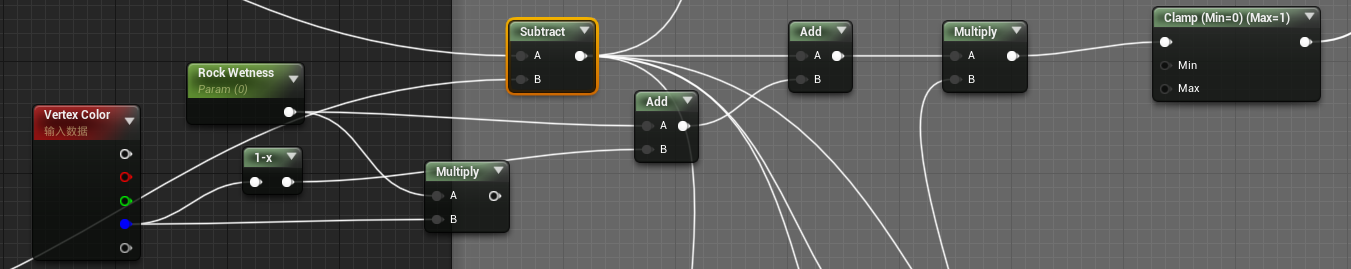 Vertex Color
输入数据
Rock Wetness
Param (0)
1-x
Multiply
A
B
Subtract
A
B
Add
A
B
Add
A
B
Multiply
A
B
Clamp (Min=0) (Max=1)
Min
Max